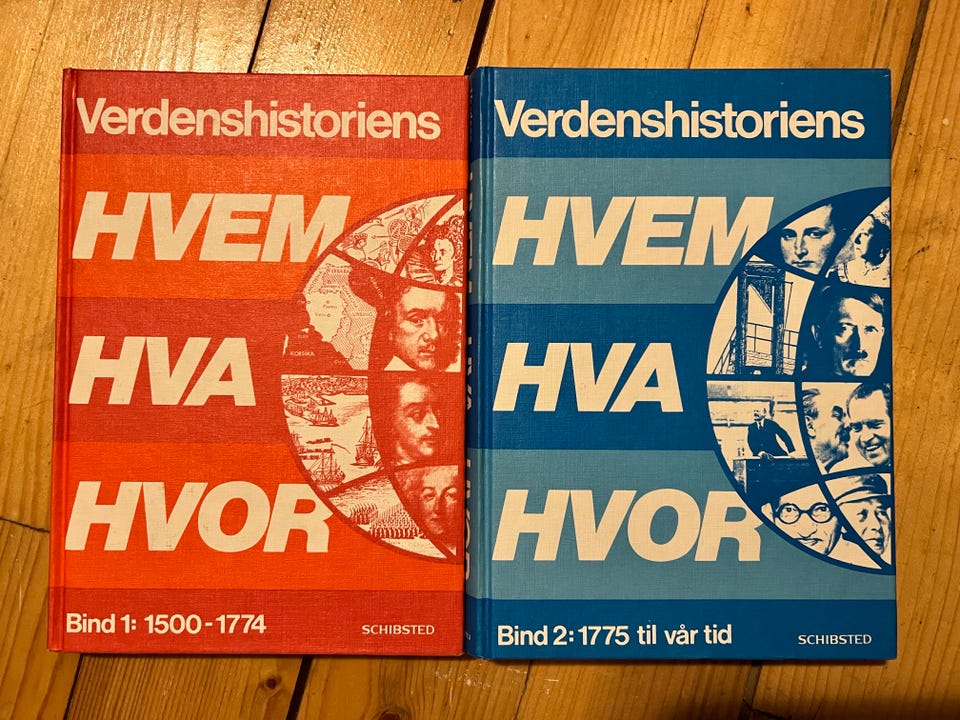 Verdenshistoriens
HVEM
HVA
HVOR
Bind 1: 1500-1774
SCHIBSTED
Verdenshistoriens
HVEM
HVA
HVOR
Bind 2: 1775 til vår tid
SCHIBSTED
KORSIKA